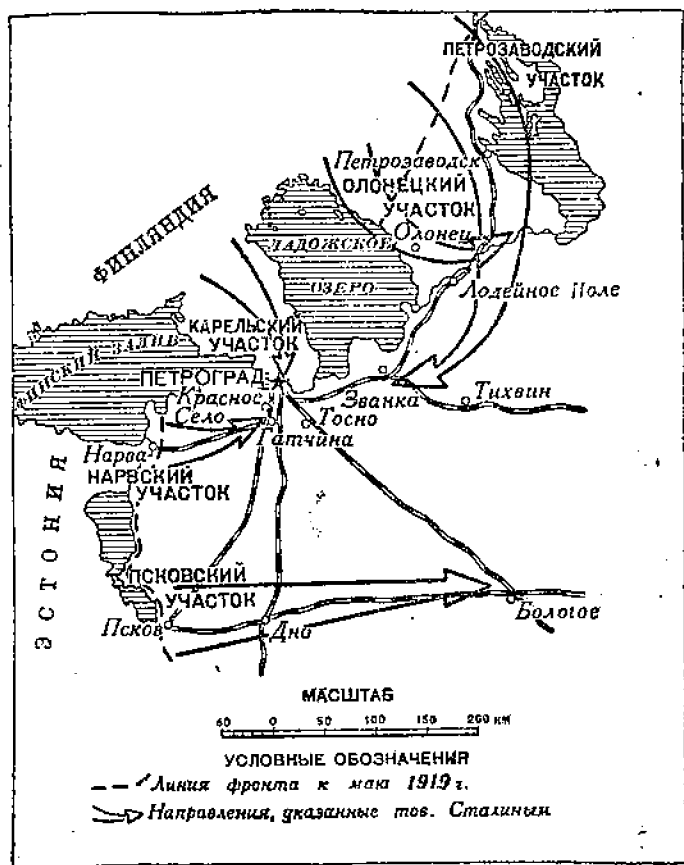 ПЕТРОЗАВОДСКИЙ
УЧАСТОК
Петрозаводск
ОЛОНЕЦКИЙ
УЧАСТОК
Олонец
ФИНЛАНДИЯ
ЛАДОЖСКОЕ
ОЗЕРО
Лодейное Поле
КАРЕЛЬСКИЙ
УЧАСТОК
ФИНСКИЙ ЗАЛИВ
ПЕТРОГРАД
Красное
Село
Званка
Тихвин
Тосно
Гатчина
Нарва
НАРВСКИЙ
УЧАСТОК
ЭСТОНИЯ
ПСКОВСКИЙ
УЧАСТОК
Псков
Дно
Бологое
МАСШТАБ
50 0 50 100 150 200 км
УСЛОВНЫЕ ОБОЗНАЧЕНИЯ
Линия фронта к маю 1919 г.
Направления, указанные тов. Сталиным